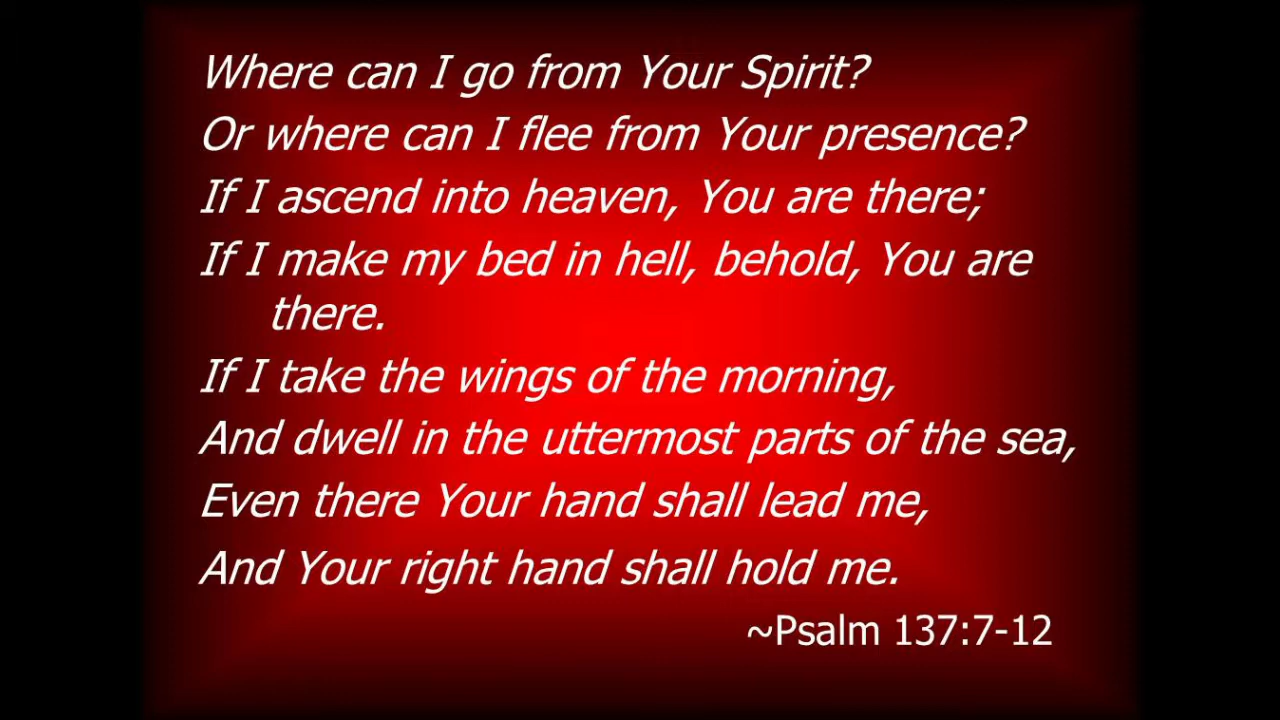 Where can I go from Your Spirit?
Or where can I flee from Your presence?
If I ascend into heaven, You are there;
If I make my bed in hell, behold, You are
there.
If I take the wings of the morning,
And dwell in the uttermost parts of the sea,
Even there Your hand shall lead me,
And Your right hand shall hold me.
~Psalm 137:7-12